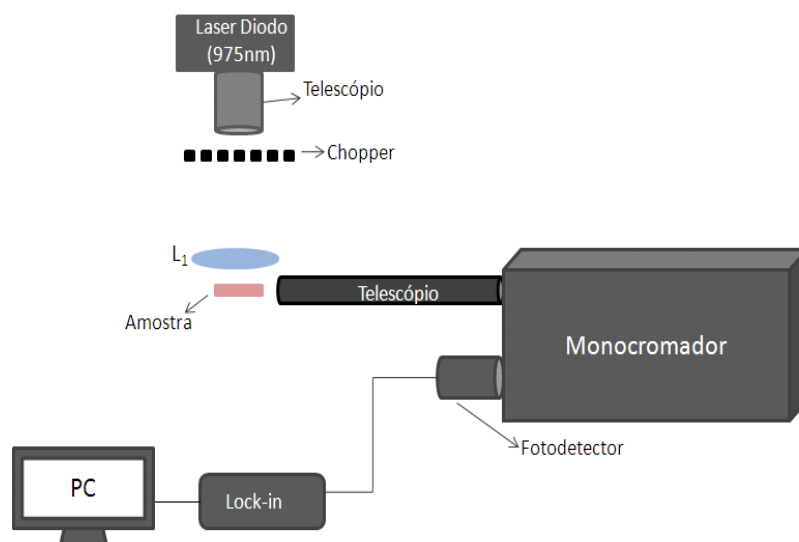 Laser Diodo
(975nm)
Telescópio
Chopper
L1
Telescópio
Amostra
Monocromador
Fotodetector
PC
Lock-in